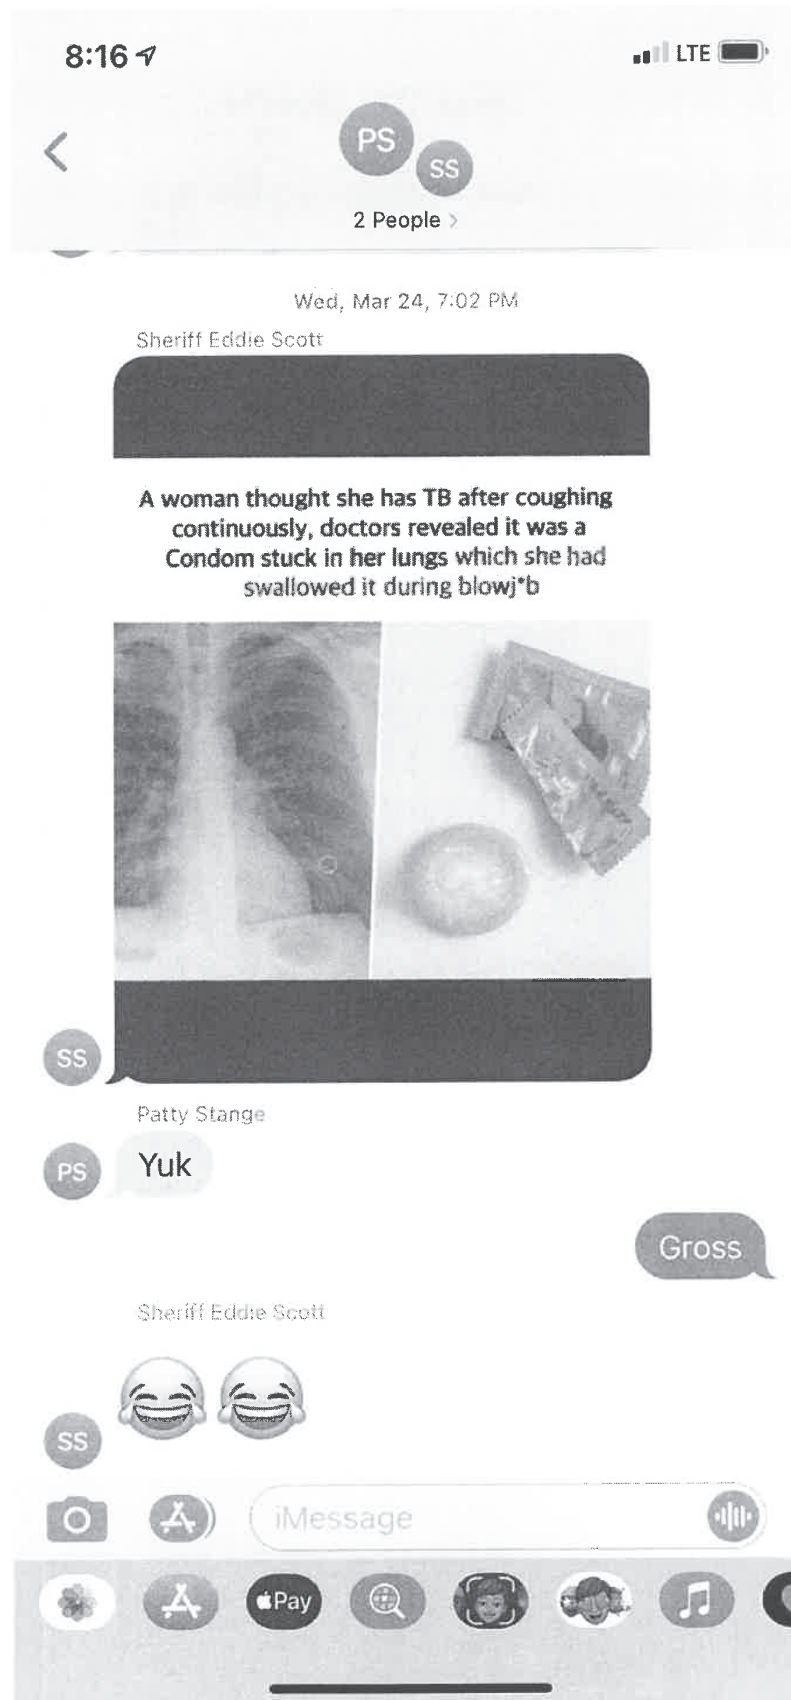 8:16
LTE
PS
SS
2 People >
Wed, Mar 24, 7:02 PM
Sheriff Eddie Scott
A woman thought she has TB after coughing
continuously, doctors revealed it was a
Condom stuck in her lungs which she had
swallowed it during blowj*b
SS
Patty Stange
PS
Yuk
Gross
Sheriff Eddie Scott
😂😂
SS
iMessage
Pay